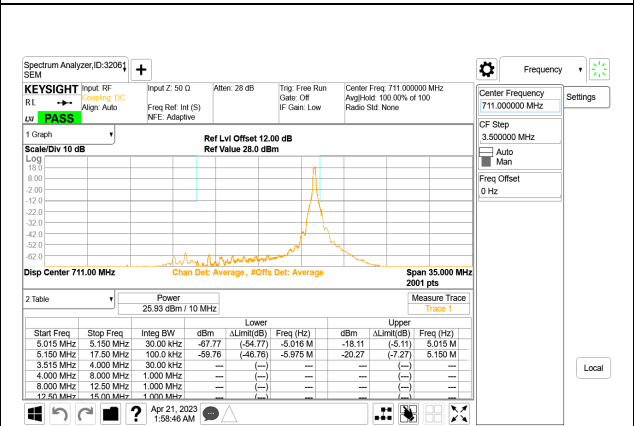 Spectrum Analyzer,ID:32061
SEM
Frequency
KEYSIGHT
Input: RF
Input Z: 50 Ω
Atten: 28 dB
Trig: Free Run
Center Freq: 711.000000 MHz
RL
Coupling: DC
Gate: Off
Avg|Hold: 100.00% of 100
Align: Auto
Freq Ref: Int (S)
IF Gain: Low
Radio Std: None
LXI PASS
NFE: Adaptive
Center Frequency
711.000000 MHz
Settings
CF Step
3.500000 MHz
Auto
Man
Freq Offset
0 Hz
1 Graph
Ref Lvl Offset 12.00 dB
Scale/Div 10 dB
Ref Value 28.0 dBm
Log
18.0
8.00
-2.00
-12.0
-22.0
-32.0
-42.0
-52.0
-62.0
Disp Center 711.00 MHz
Chan Det: Average, #Offs Det: Average
Span 35.000 MHz
2001 pts
2 Table
Power
Measure Trace
25.93 dBm / 10 MHz
Trace 1
Lower Upper
Start Freq Stop Freq Integ BW dBm ΔLimit(dB) Freq (Hz) dBm ΔLimit(dB) Freq (Hz)
5.015 MHz 5.150 MHz 30.00 kHz -67.77 (-54.77) -5.016 M -18.11 (-5.11) 5.015 M
5.150 MHz 17.50 MHz 100.0 kHz -59.76 (-46.76) -5.975 M -20.27 (-7.27) 5.150 M
3.515 MHz 4.000 MHz 30.00 kHz --- (---) --- --- (---) ---
4.000 MHz 8.000 MHz 1.000 MHz --- (---) --- --- (---) ---
8.000 MHz 12.50 MHz 1.000 MHz --- (---) --- --- (---) ---
12.50 MHz 15.00 MHz 1.000 MHz --- (---) --- --- (---) ---
Local
Apr 21, 2023
1:58:46 AM